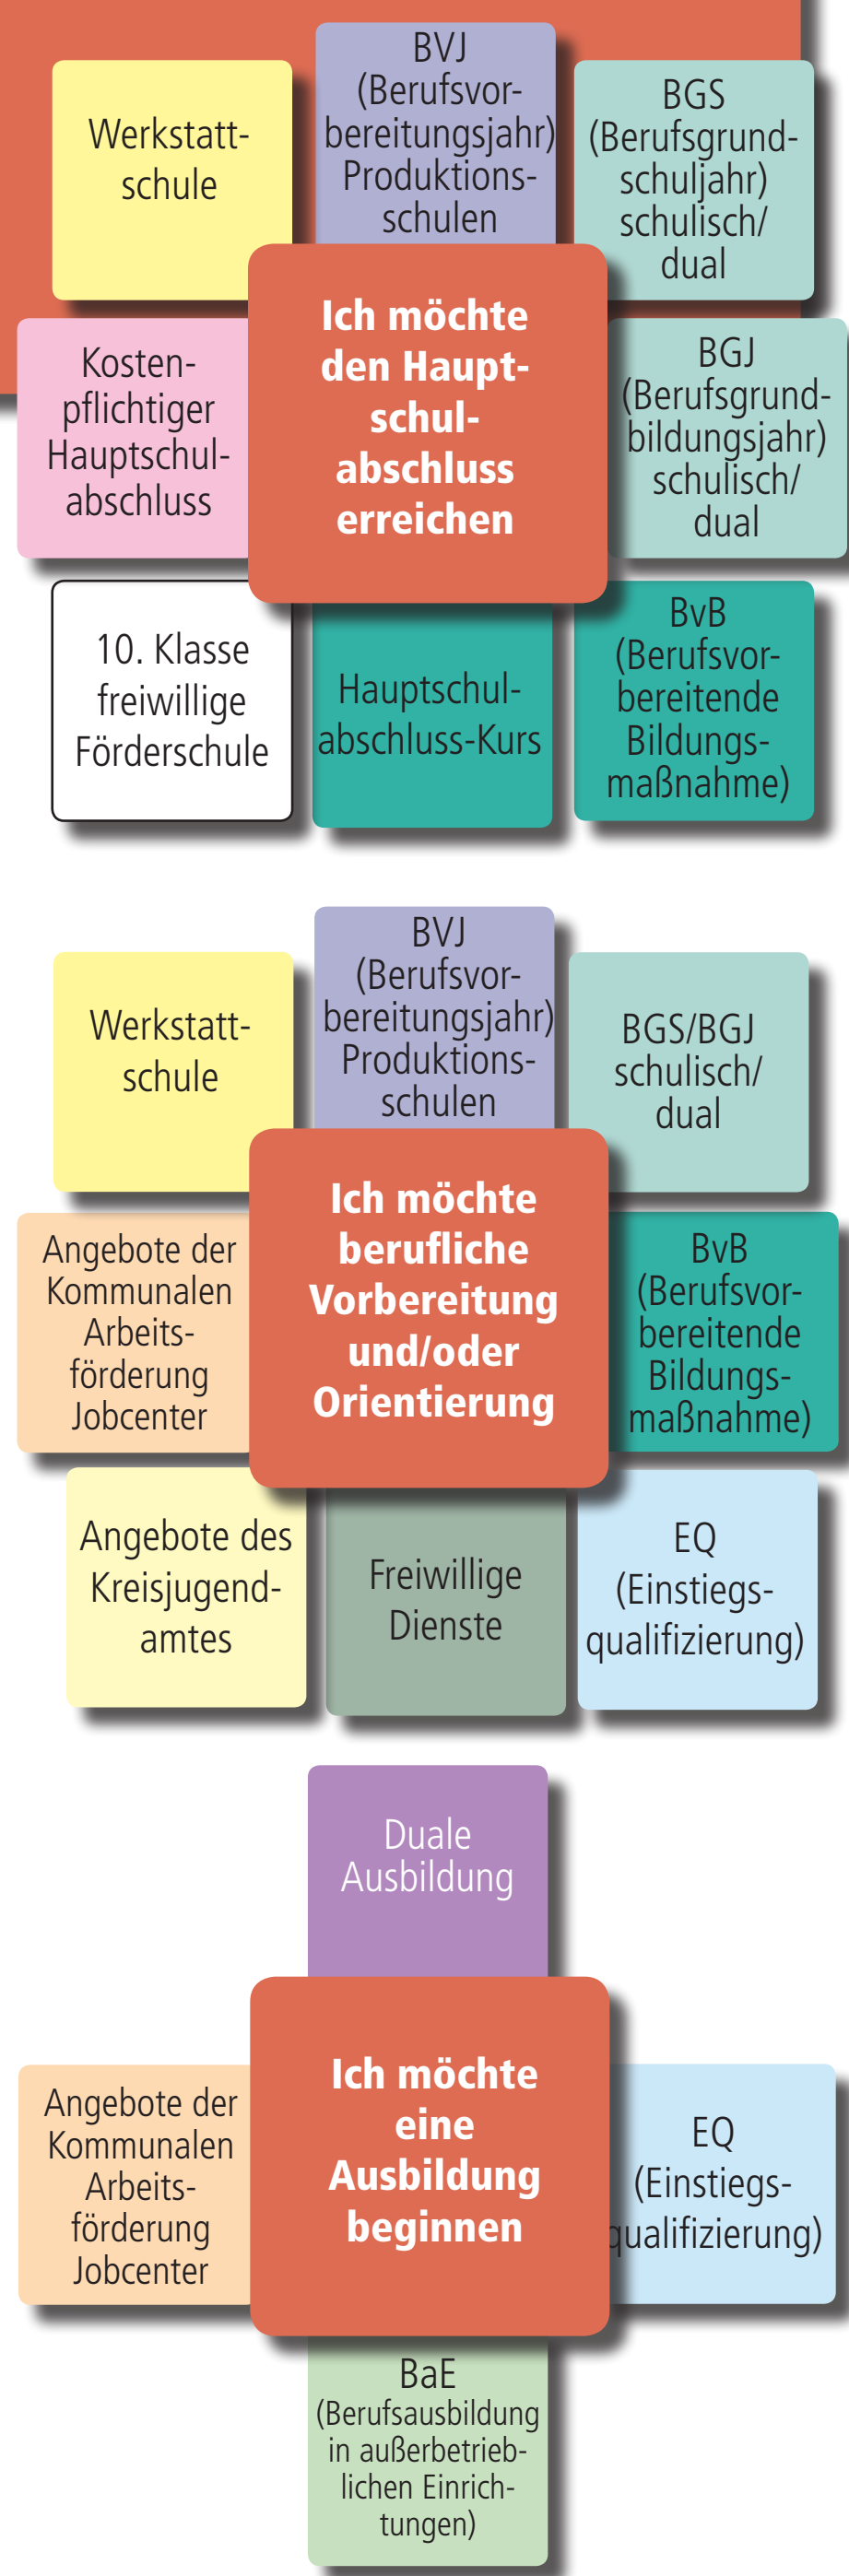 Werkstatt-
schule
BVJ
(Berufsvor-
bereitungsjahr)
Produktions-
schulen
BGS
(Berufsgrund-
schuljahr)
schulisch/
dual
Kosten-
pflichtiger
Hauptschul-
abschluss
Ich möchte
den Haupt-
schul-
abschluss
erreichen
BGJ
(Berufsgrund-
bildungsjahr)
schulisch/
dual
10. Klasse
freiwillige
Förderschule
Hauptschul-
abschluss-Kurs
BvB
(Berufsvor-
bereitende
Bildungs-
maßnahme)
Werkstatt-
schule
BVJ
(Berufsvor-
bereitungsjahr)
Produktions-
schulen
BGS/BGJ
schulisch/
dual
Angebote der
Kommunalen
Arbeits-
förderung
Jobcenter
Ich möchte
berufliche
Vorbereitung
und/oder
Orientierung
BvB
(Berufsvor-
bereitende
Bildungs-
maßnahme)
Angebote des
Kreisjugend-
amtes
Freiwillige
Dienste
EQ
(Einstiegs-
qualifizierung)
Duale
Ausbildung
Angebote der
Kommunalen
Arbeits-
förderung
Jobcenter
Ich möchte
eine
Ausbildung
beginnen
EQ
(Einstiegs-
qualifizierung)
BaE
(Berufsausbildung
in außerbetrieb-
lichen Einrich-
tungen)